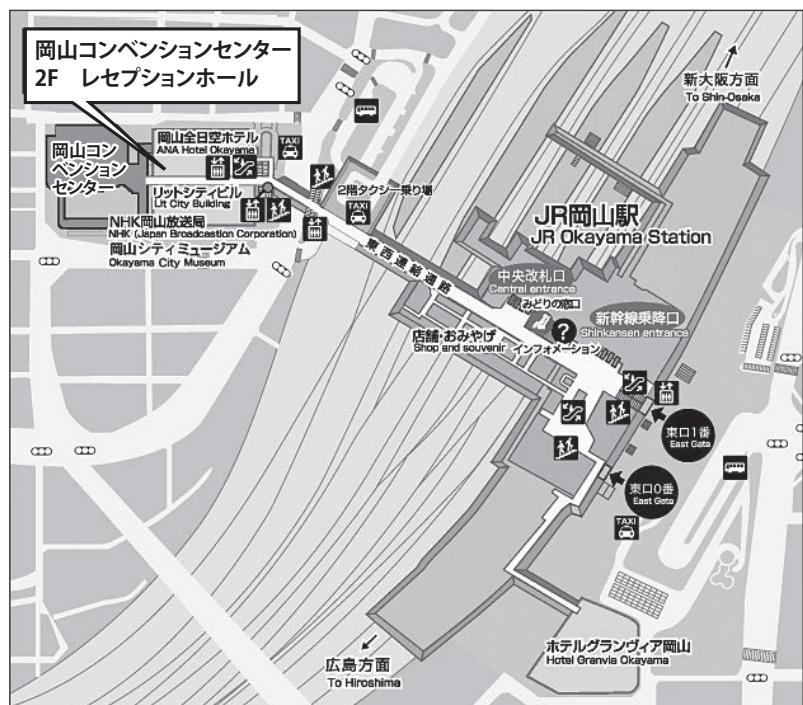 岡山コンベンションセンター
2F　レセプションホール
新大阪方面
To Shin-Osaka
岡山全日空ホテル
ANA Hotel Okayama
TAXI
岡山コン
ベンション
センター
リットシティビル
Lit City Building
2階タクシー乗り場
TAXI
NHK岡山放送局
NHK (Japan Broadcastion Corporation)
岡山シティミュージアム
Okayama City Museum
JR岡山駅
JR Okayama Station
東西連絡通路
中央改札口
Central entrance
みどりの窓口
新幹線乗降口
Shinkansen entrance
?
店舗・おみやげ
Shop and souvenir
インフォメーション
東口1番
East Gate
東口0番
East Gate
TAXI
ホテルグランヴィア岡山
Hotel Granvia Okayama
広島方面
To Hiroshima